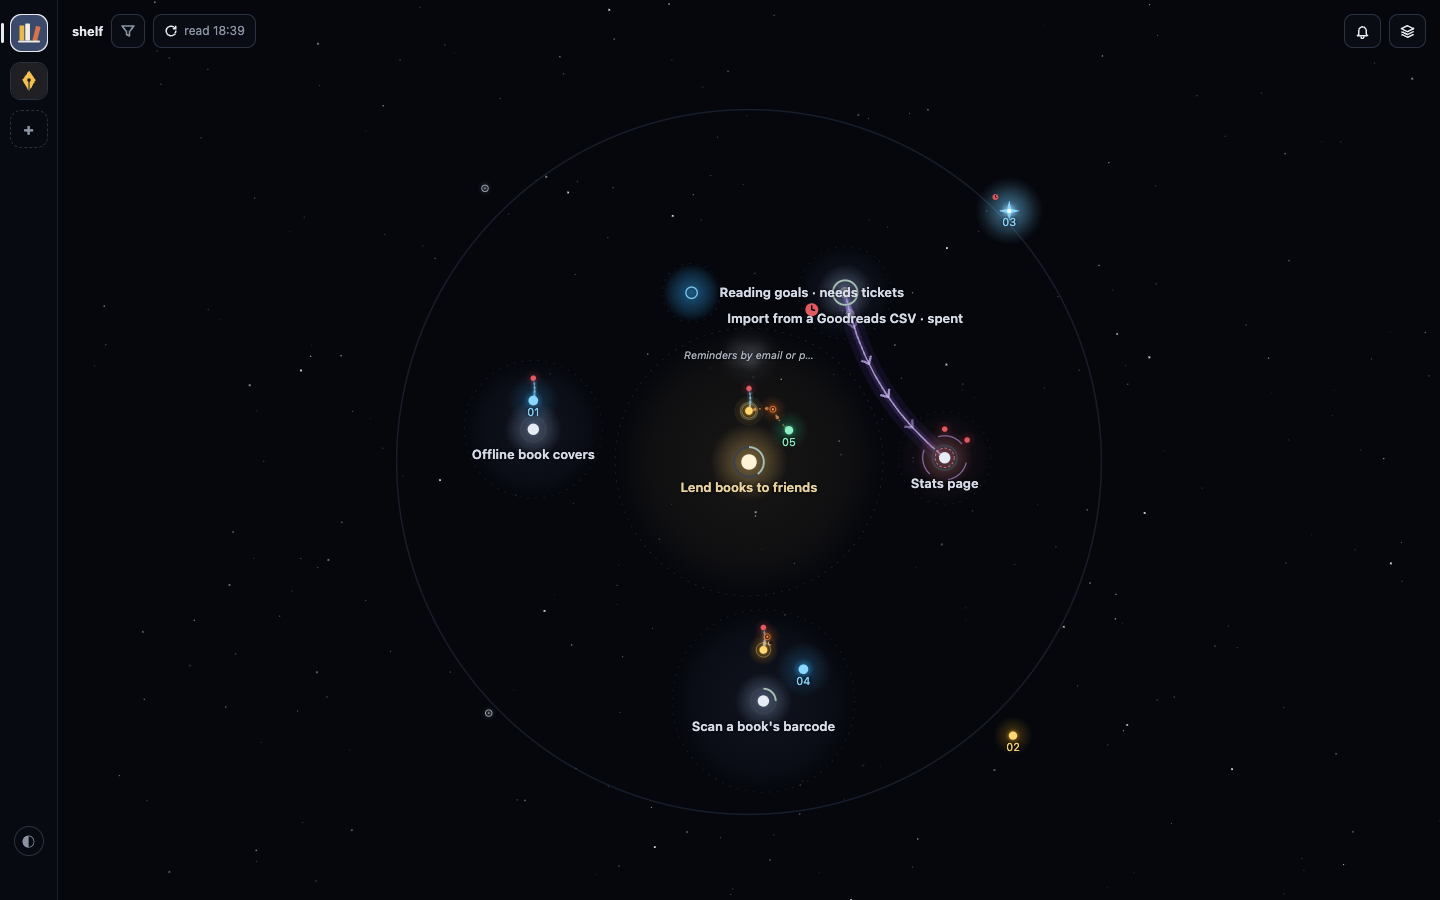 shelf
read 18:39
03
Reading goals · needs tickets
Import from a Goodreads CSV · spent
Reminders by email or p...
01
05
Offline book covers
Stats page
Lend books to friends
04
Scan a book's barcode
02